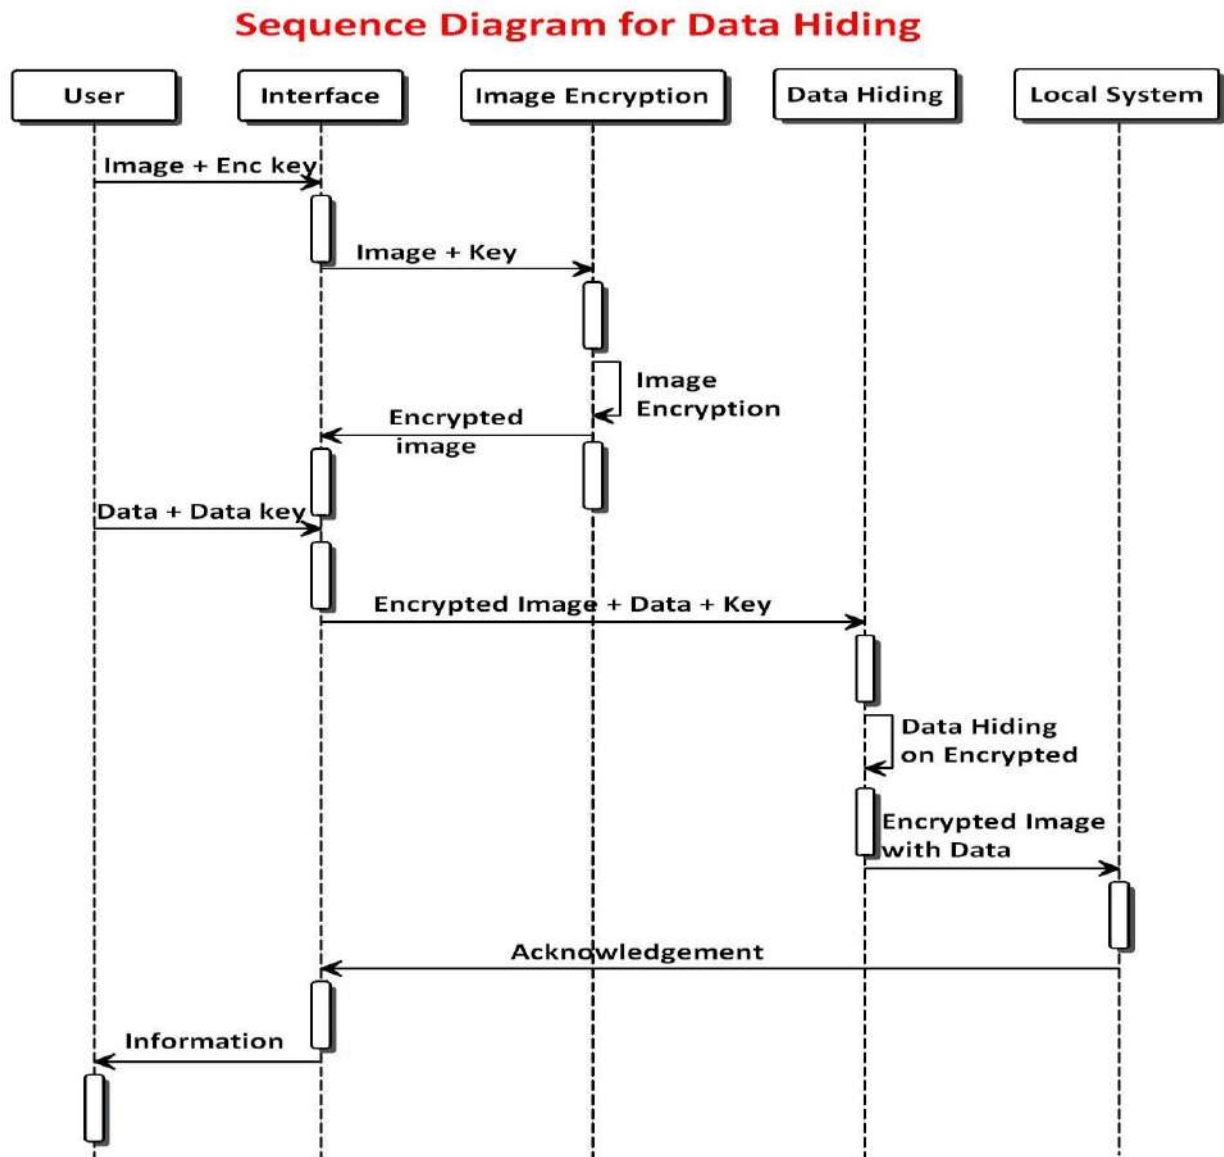 Sequence Diagram for Data Hiding
User
Interface
Image Encryption
Data Hiding
Local System
Image + Enc key
Image + Key
Image
Encryption
Encrypted
image
Data + Data key
Encrypted Image + Data + Key
Data Hiding
on Encrypted
Encrypted Image
with Data
Acknowledgement
Information